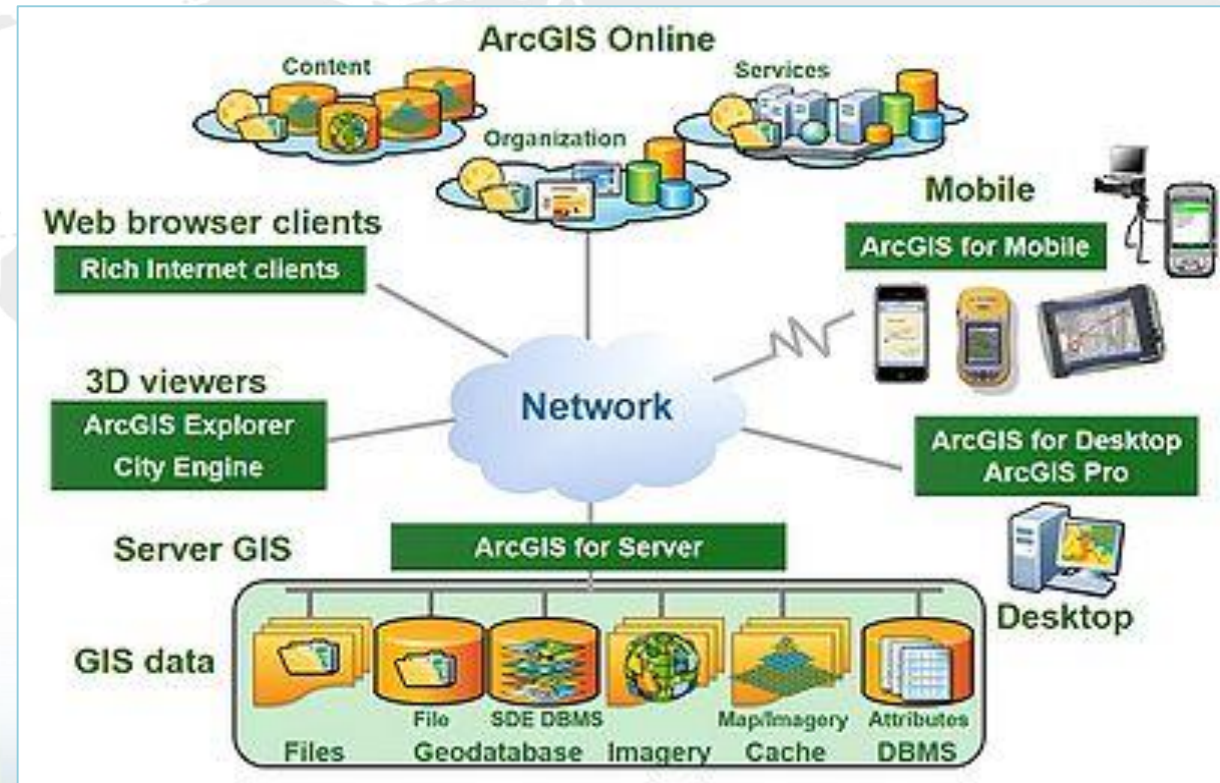 ArcGIS Online
Content
Services
Organization
Web browser clients
Rich Internet clients
Mobile
ArcGIS for Mobile
3D viewers
ArcGIS Explorer
City Engine
Network
ArcGIS for Desktop
ArcGIS Pro
Desktop
Server GIS
ArcGIS for Server
GIS data
File
SDE DBMS
Map/Imagery
Attributes
Files
Geodatabase
Imagery
Cache
DBMS